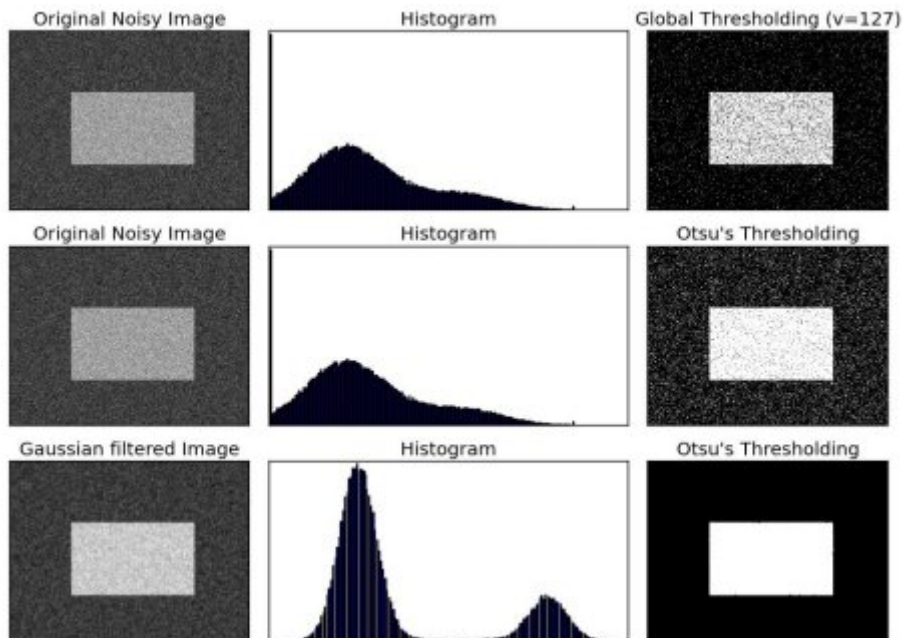 Original Noisy Image
Histogram
Global Thresholding (v=127)
Original Noisy Image
Histogram
Otsu's Thresholding
Gaussian filtered Image
Histogram
Otsu's Thresholding